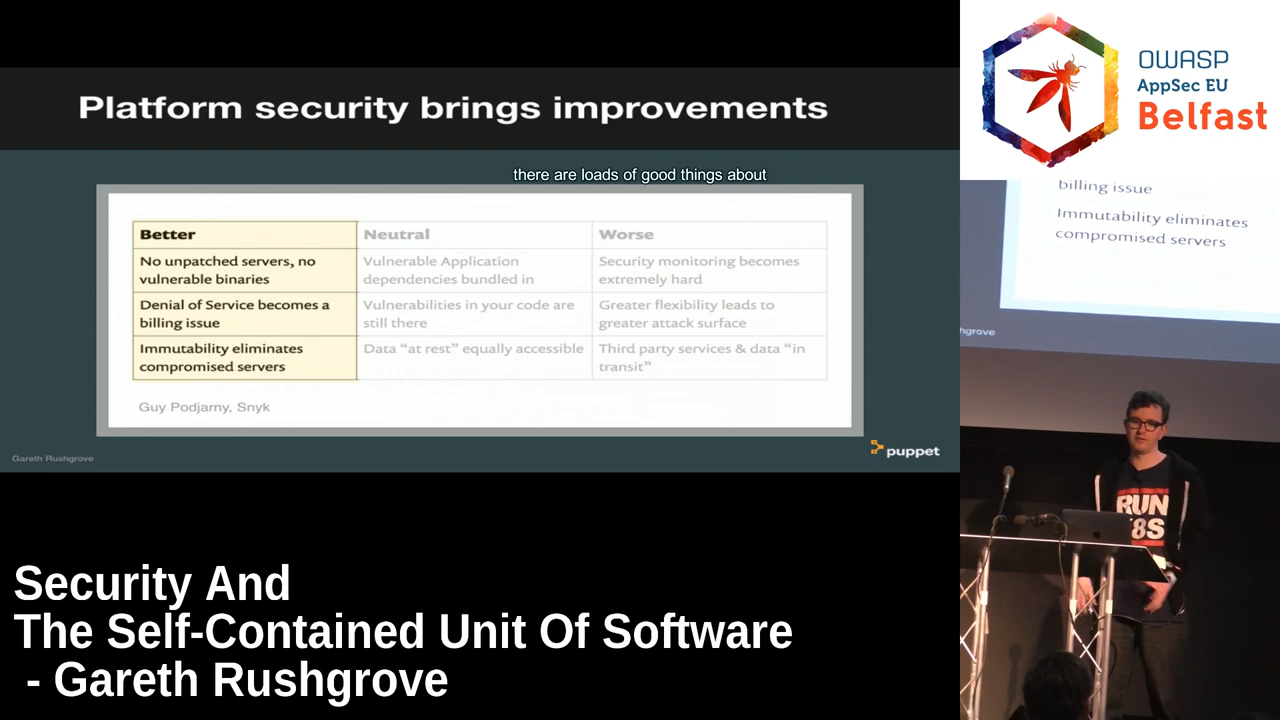 Platform security brings improvements
there are loads of good things about
Better Neutral Worse
No unpatched servers, no vulnerable binaries
Vulnerable Application dependencies bundled in
Security monitoring becomes extremely hard
Denial of Service becomes a billing issue
Vulnerabilities in your code are still there
Greater flexibility leads to greater attack surface
Immutability eliminates compromised servers
Data “at rest” equally accessible
Third party services & data “in transit”
Guy Podjarny, Snyk
Gareth Rushgrove
puppet
Security And
The Self-Contained Unit Of Software
- Gareth Rushgrove
OWASP
AppSec EU
Belfast
billing issue
Immutability eliminates
compromised servers
hgrove
RUN
K8S